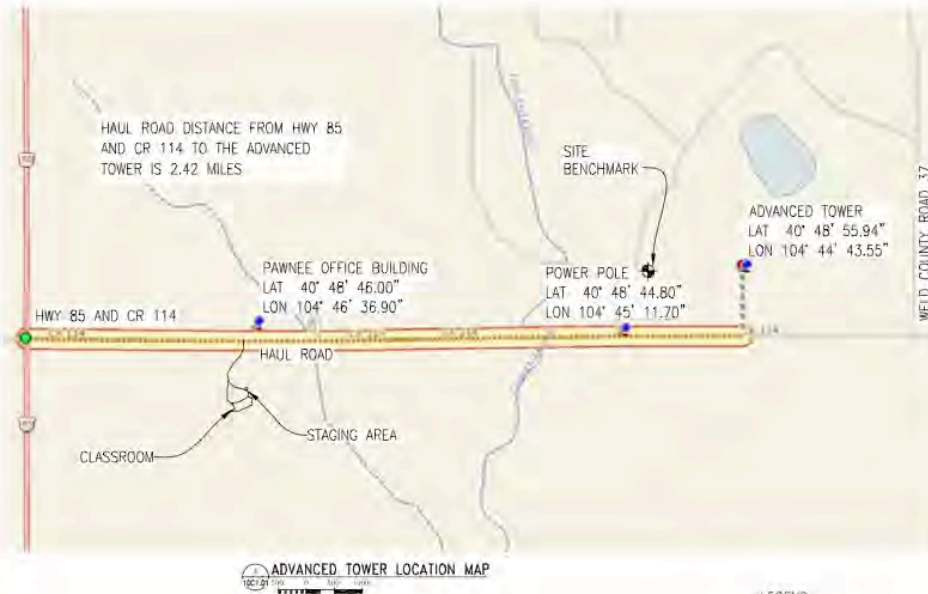 HAUL ROAD DISTANCE FROM HWY 85
AND CR 114 TO THE ADVANCED
TOWER IS 2.42 MILES
SITE
BENCHMARK
WELD COUNTY ROAD 37
ADVANCED TOWER
LAT 40° 48' 55.94"
LON 104° 44' 43.55"
PAWNEE OFFICE BUILDING
LAT 40° 48' 46.00"
LON 104° 46' 36.90"
POWER POLE
LAT 40° 48' 44.80"
LON 104° 45' 11.70"
HWY 85 AND CR 114
HAUL ROAD
STAGING AREA
CLASSROOM
ADVANCED TOWER LOCATION MAP